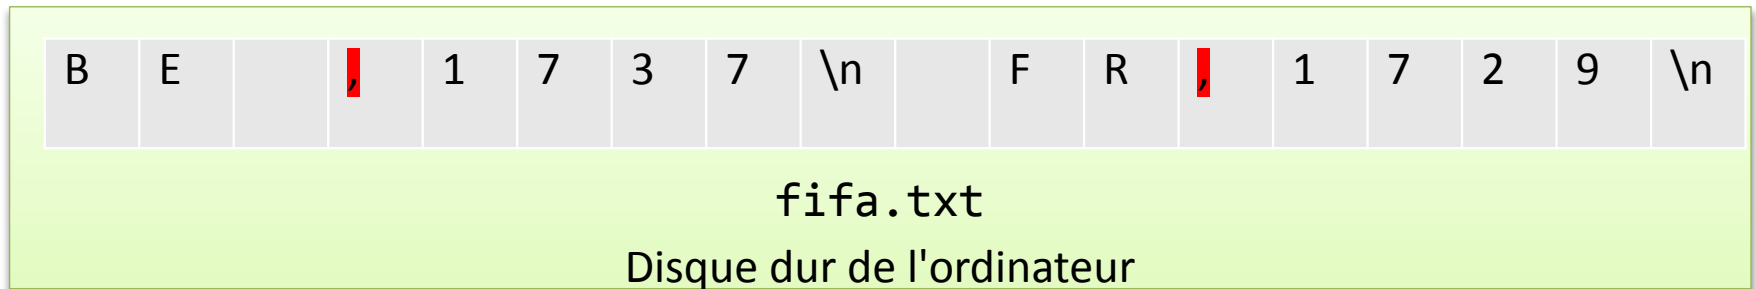 B E , 1 7 3 7 \n F R , 1 7 2 9 \n
fifa.txt
Disque dur de l'ordinateur